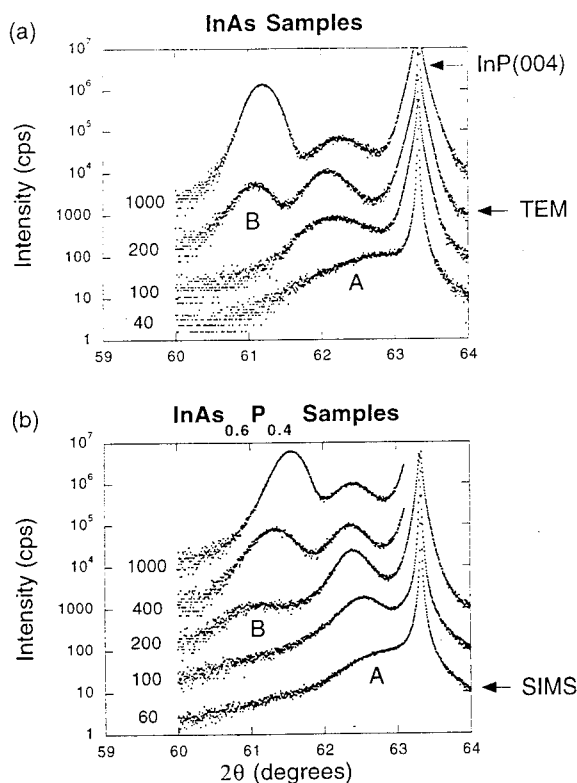 (a)
InAs Samples
10^7
10^6
10^5
10^4
1000
100
10
1
Intensity (cps)
1000
200
100
40
B
A
InP(004)
TEM
59 60 61 62 63 64
(b)
InAs0.6P0.4 Samples
10^7
10^6
10^5
10^4
1000
100
10
1
Intensity (cps)
1000
400
200
100
60
B
A
SIMS
59 60 61 62 63 64
2θ (degrees)